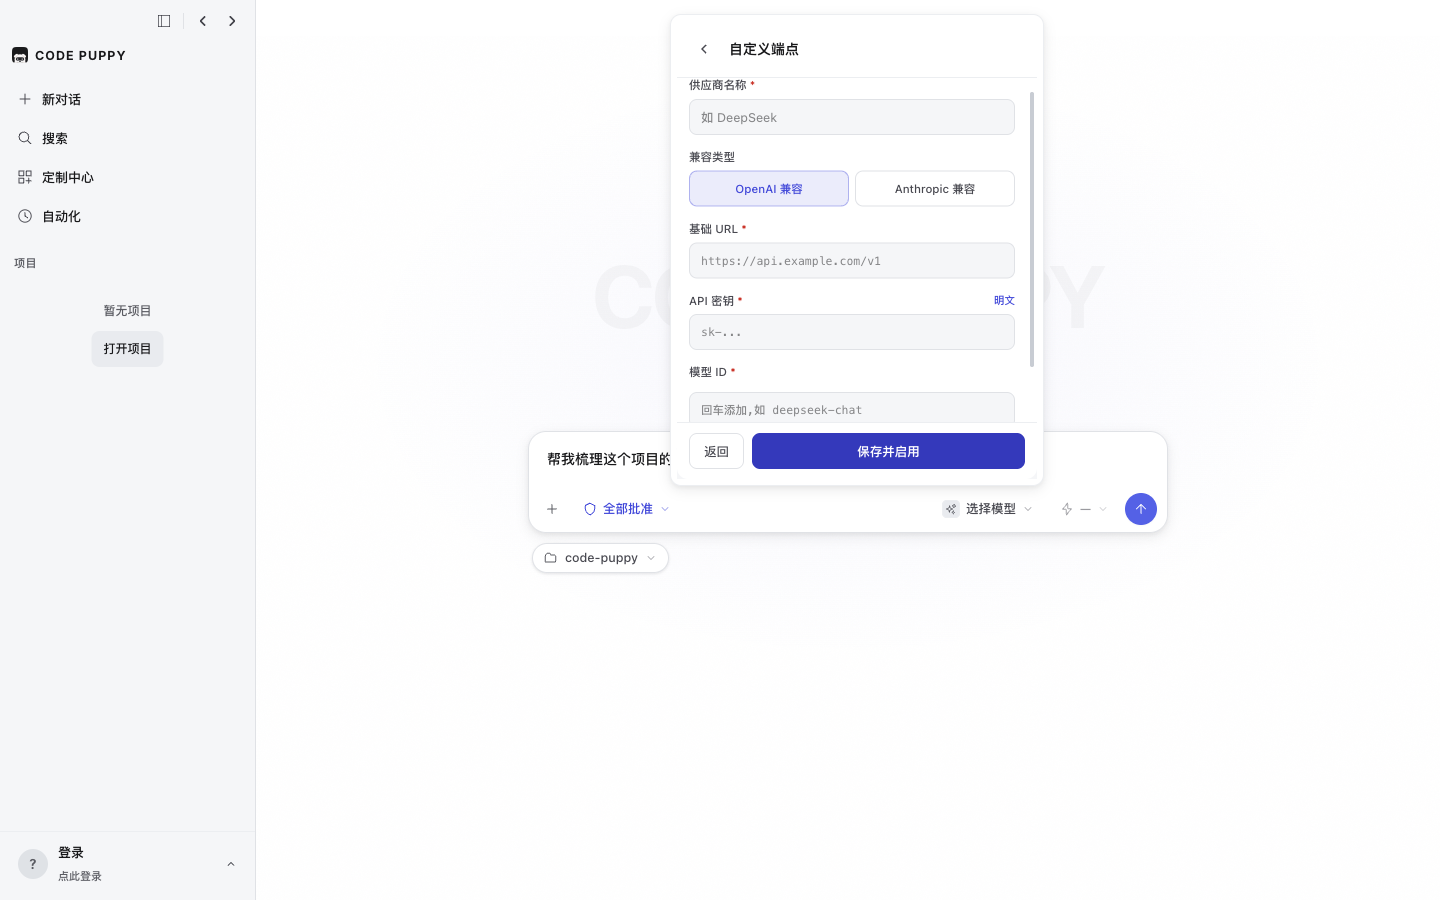 CODE PUPPY
新对话
搜索
定制中心
自动化
项目
暂无项目
打开项目
?
登录
点此登录
自定义端点
供应商名称 *
如 DeepSeek
兼容类型
OpenAI 兼容
Anthropic 兼容
基础 URL *
https://api.example.com/v1
API 密钥 *
明文
sk-...
模型 ID *
回车添加,如 deepseek-chat
返回
保存并启用
帮我梳理这个项目的
全部批准
选择模型
code-puppy